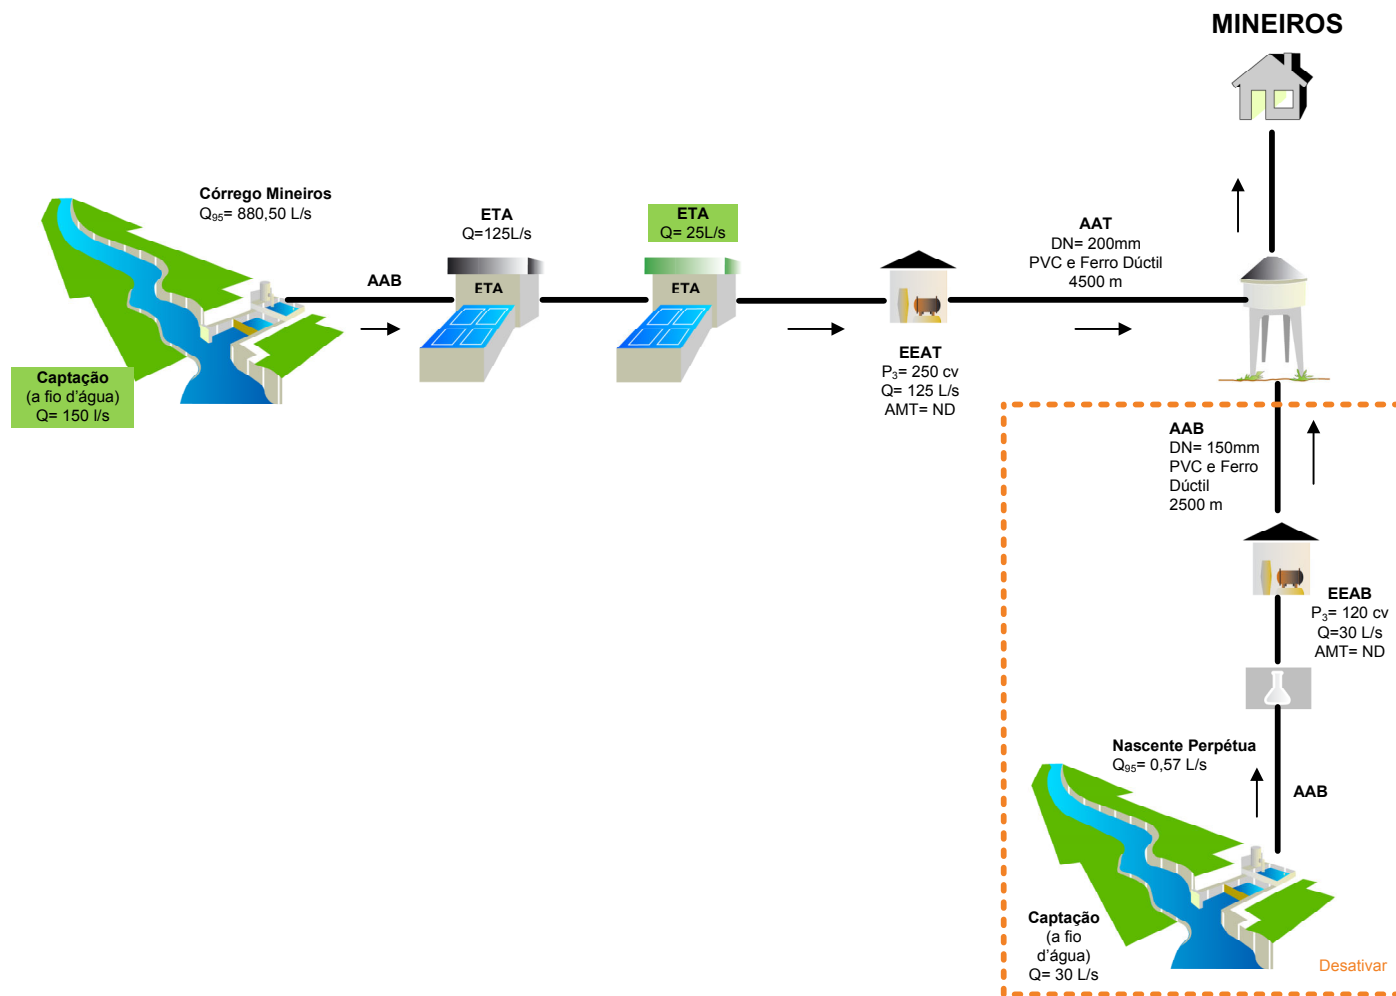 MINEIROS
Córrego Mineiros
Q95= 880,50 L/s
Captação
(a fio d'água)
Q= 150 l/s
AAB
ETA
Q=125L/s
ETA
ETA
Q= 25L/s
ETA
EEAT
P3= 250 cv
Q= 125 L/s
AMT= ND
AAT
DN= 200mm
PVC e Ferro Dúctil
4500 m
AAB
DN= 150mm
PVC e Ferro
Dúctil
2500 m
EEAB
P3= 120 cv
Q=30 L/s
AMT= ND
Nascente Perpétua
Q95= 0,57 L/s
AAB
Captação
(a fio
d'água)
Q= 30 L/s
Desativar